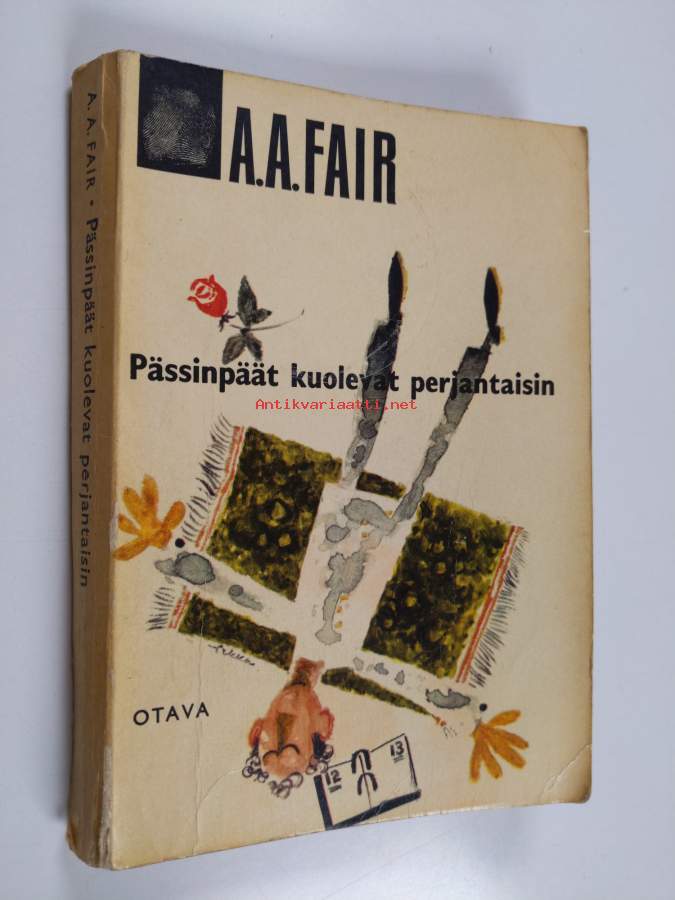 A.A.FAIR
Pässinpäät kuolevat perjantaisin
Antikvariaatti.net
OTAVA
12
13
A. A. FAIR • Pässinpäät kuolevat perjantaisin